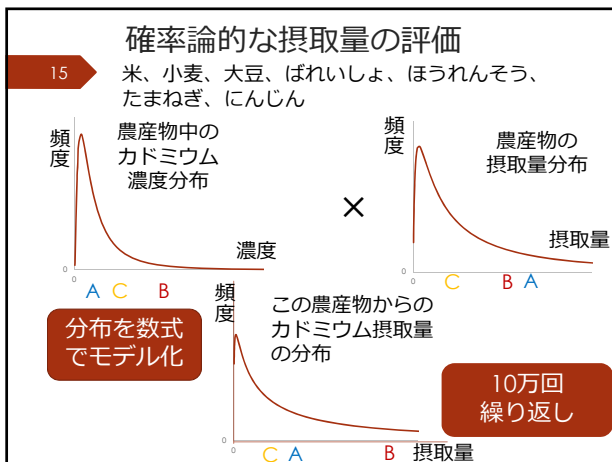 確率論的な摂取量の評価
15
米、小麦、大豆、ばれいしょ、ほうれんそう、
たまねぎ、にんじん
頻
度
農産物中の
カドミウム
濃度分布
濃度
0
0
A C B
×
頻
度
農産物の
摂取量分布
摂取量
0
0
C B A
分布を数式
でモデル化
頻
度
この農産物からの
カドミウム摂取量
の分布
0
0
C A B 摂取量
10万回
繰り返し